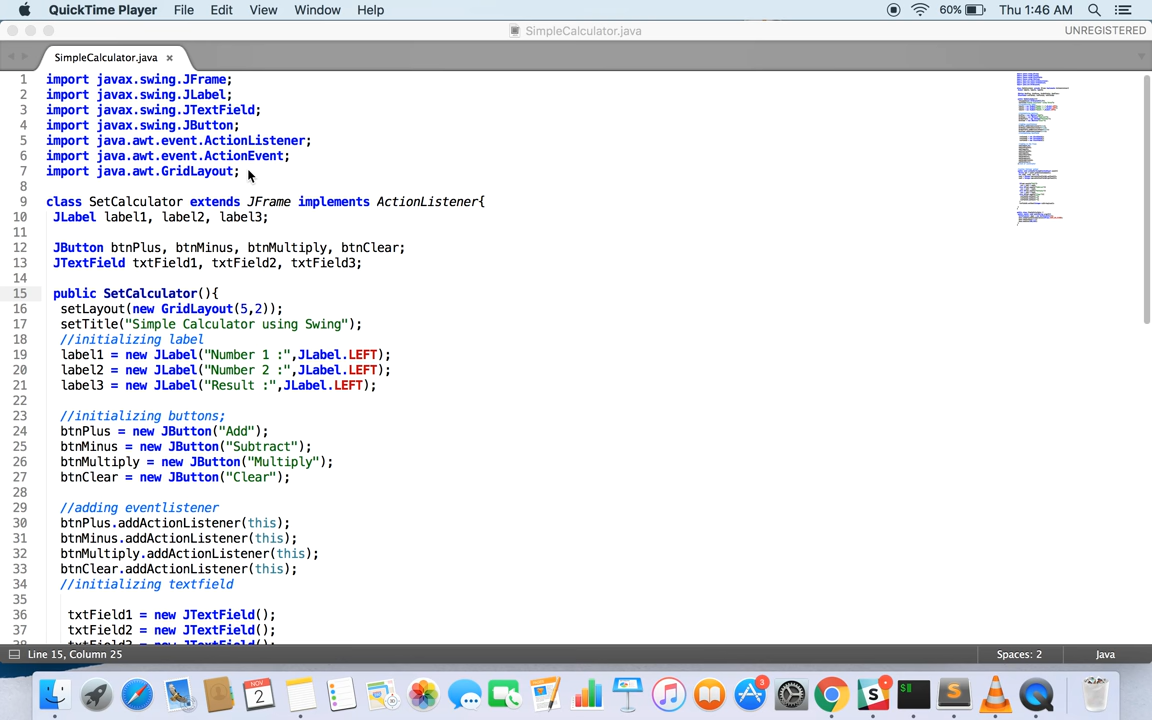 QuickTime Player File Edit View Window Help 60% Thu 1:46 AM
SimpleCalculator.java UNREGISTERED
SimpleCalculator.java ×
1 import javax.swing.JFrame;
2 import javax.swing.JLabel;
3 import javax.swing.JTextField;
4 import javax.swing.JButton;
5 import java.awt.event.ActionListener;
6 import java.awt.event.ActionEvent;
7 import java.awt.GridLayout;
8
9 class SetCalculator extends JFrame implements ActionListener{
10 JLabel label1, label2, label3;
11
12 JButton btnPlus, btnMinus, btnMultiply, btnClear;
13 JTextField txtField1, txtField2, txtField3;
14
15 public SetCalculator(){
16 setLayout(new GridLayout(5,2));
17 setTitle("Simple Calculator using Swing");
18 //initializing label
19 label1 = new JLabel("Number 1 :",JLabel.LEFT);
20 label2 = new JLabel("Number 2 :",JLabel.LEFT);
21 label3 = new JLabel("Result :",JLabel.LEFT);
22
23 //initializing buttons;
24 btnPlus = new JButton("Add");
25 btnMinus = new JButton("Subtract");
26 btnMultiply = new JButton("Multiply");
27 btnClear = new JButton("Clear");
28
29 //adding eventlistener
30 btnPlus.addActionListener(this);
31 btnMinus.addActionListener(this);
32 btnMultiply.addActionListener(this);
33 btnClear.addActionListener(this);
34 //initializing textfield
35
36 txtField1 = new JTextField();
37 txtField2 = new JTextField();
Line 15, Column 25 Spaces: 2 Java
NOV
2
3